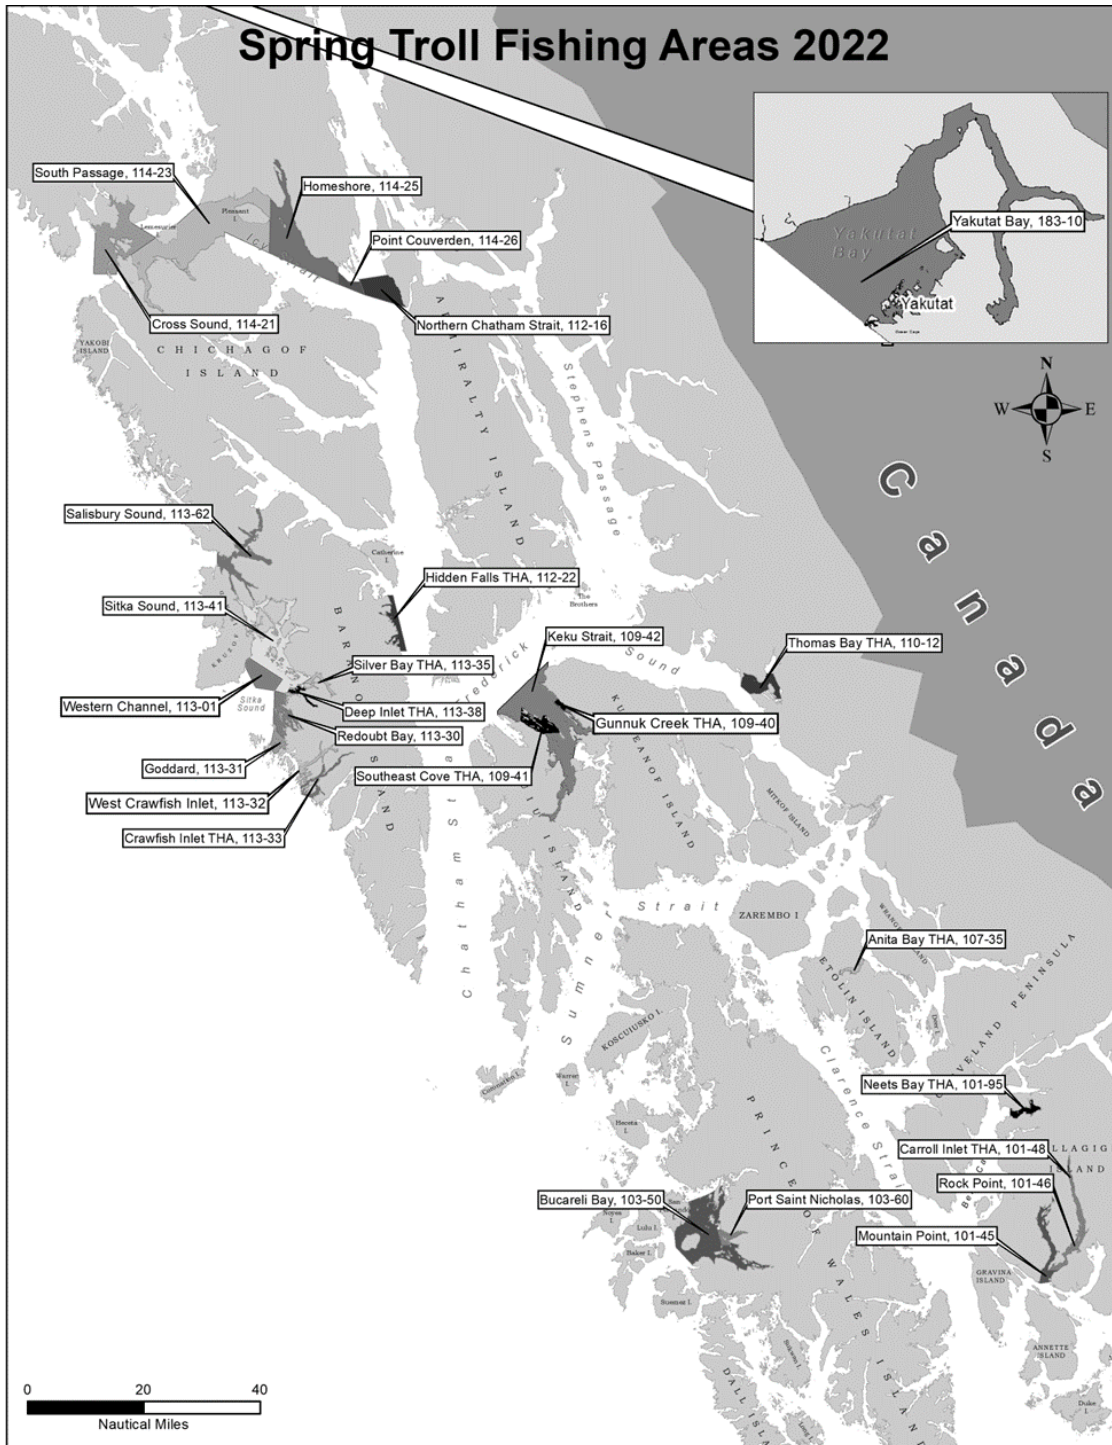 Spring Troll Fishing Areas 2022
South Passage, 114-23
Homeshore, 114-25
Pleasant
I.
Lemesurier
Icy Strait
Point Couverden, 114-26
Cross Sound, 114-21
Northern Chatham Strait, 112-16
YAKOBI
ISLAND
CHICHAGOF
ISLAND
ADMIRALTY ISLAND
Stephens Passage
Yakutat
Bay
Yakutat Bay, 183-10
Yakutat
N
W
E
S
Canada
Salisbury Sound, 113-62
Catherine
I.
Hidden Falls THA, 112-22
Sitka Sound, 113-41
The
Brothers
Keku Strait, 109-42
Thomas Bay THA, 110-12
Silver Bay THA, 113-35
Frederick Sound
Western Channel, 113-01
Sitka
Sound
Deep Inlet THA, 113-38
Gunnuk Creek THA, 109-40
Redoubt Bay, 113-30
Goddard, 113-31
Southeast Cove THA, 109-41
West Crawfish Inlet, 113-32
Crawfish Inlet THA, 113-33
ISLAND
MITKOF ISLAND
Chatham
Sumner Strait
ZAREMBO I
Anita Bay THA, 107-35
ETOLIN ISLAND
PENINSULA
KOSCIUSKO I.
Warren
I.
Clarence Strait
Neets Bay THA, 101-95
Heceta
I.
PRINCE OF WALES ISLAND
Carroll Inlet THA, 101-48
ISLAND
Rock Point, 101-46
Bucareli Bay, 103-50
Port Saint Nicholas, 103-60
Noyes
I.
Lulu I.
Baker I.
Mountain Point, 101-45
GRAVINA
ISLAND
Suemez I.
ANNETTE
ISLAND
Sukkwan I.
DALL ISLA
Long I.
Duke
I.
0 20 40
Nautical Miles